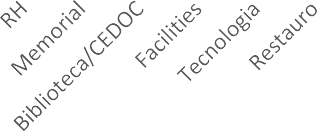 RH
Memorial
Biblioteca/CEDOC
Facilities
Tecnologia
Restauro